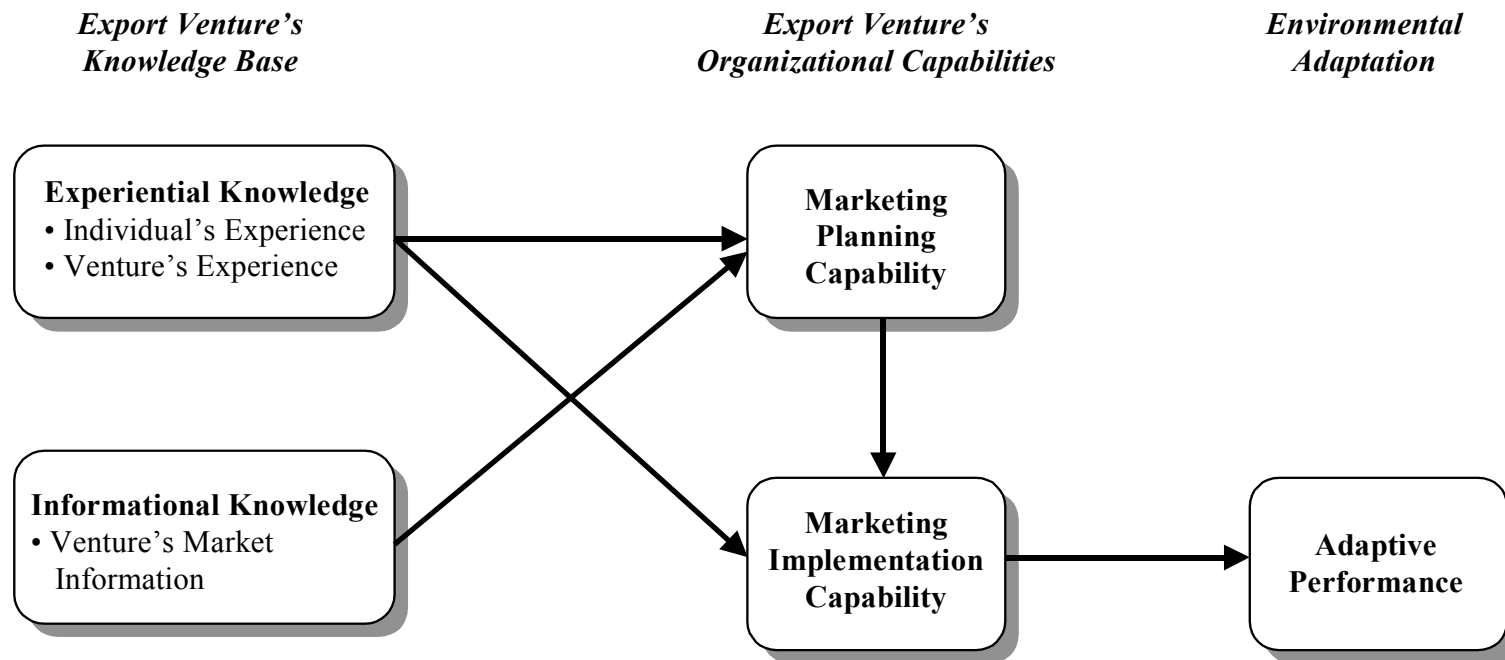 Export Venture’s
Knowledge Base
Export Venture’s
Organizational Capabilities
Environmental
Adaptation
Experiential Knowledge
• Individual’s Experience
• Venture’s Experience
Marketing
Planning
Capability
Informational Knowledge
• Venture’s Market
Information
Marketing
Implementation
Capability
Adaptive
Performance